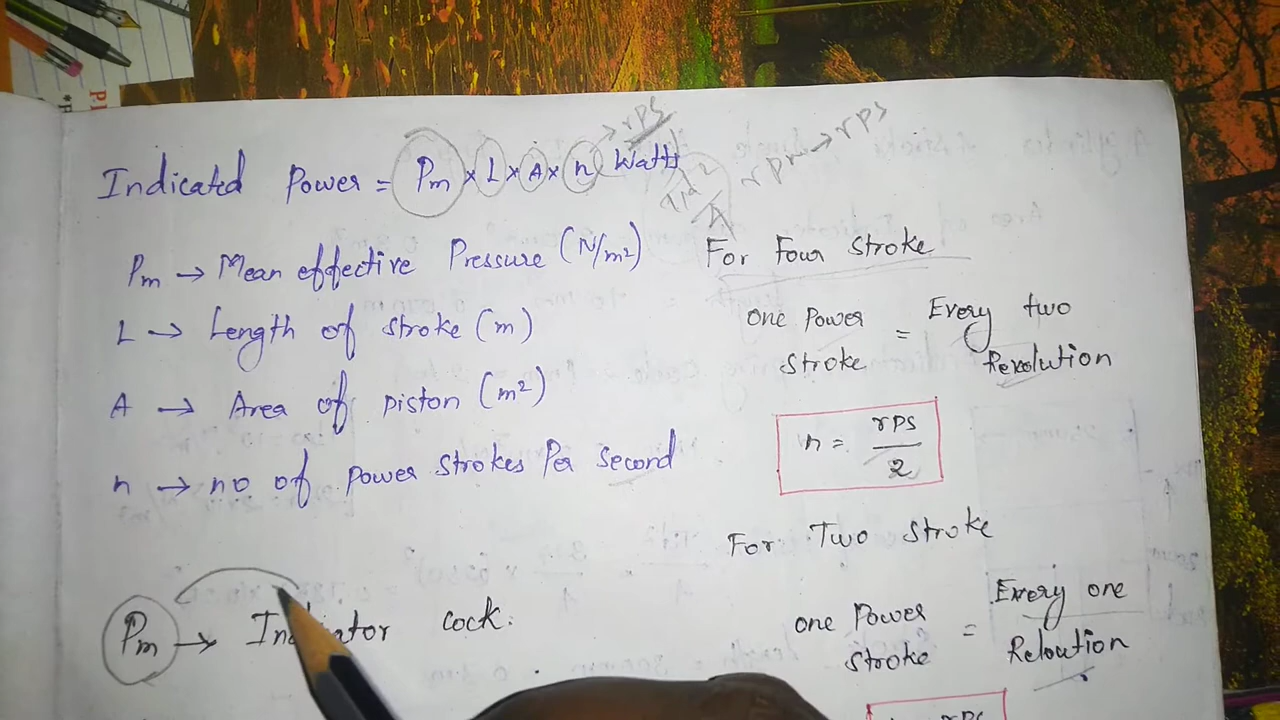 Indicated Power = Pm × L × A × n Watts
→ rps
πd²
4
rpm → rps
Pm → Mean effective Pressure (N/m²)
L → Length of stroke (m)
A → Area of piston (m²)
n → no of Power Strokes Per Second
Pm → Indicator cock.
For Four stroke
one Power stroke = Every two Revolution
n = rps
2
For Two stroke
one Power stroke = Every one Reloution
rps